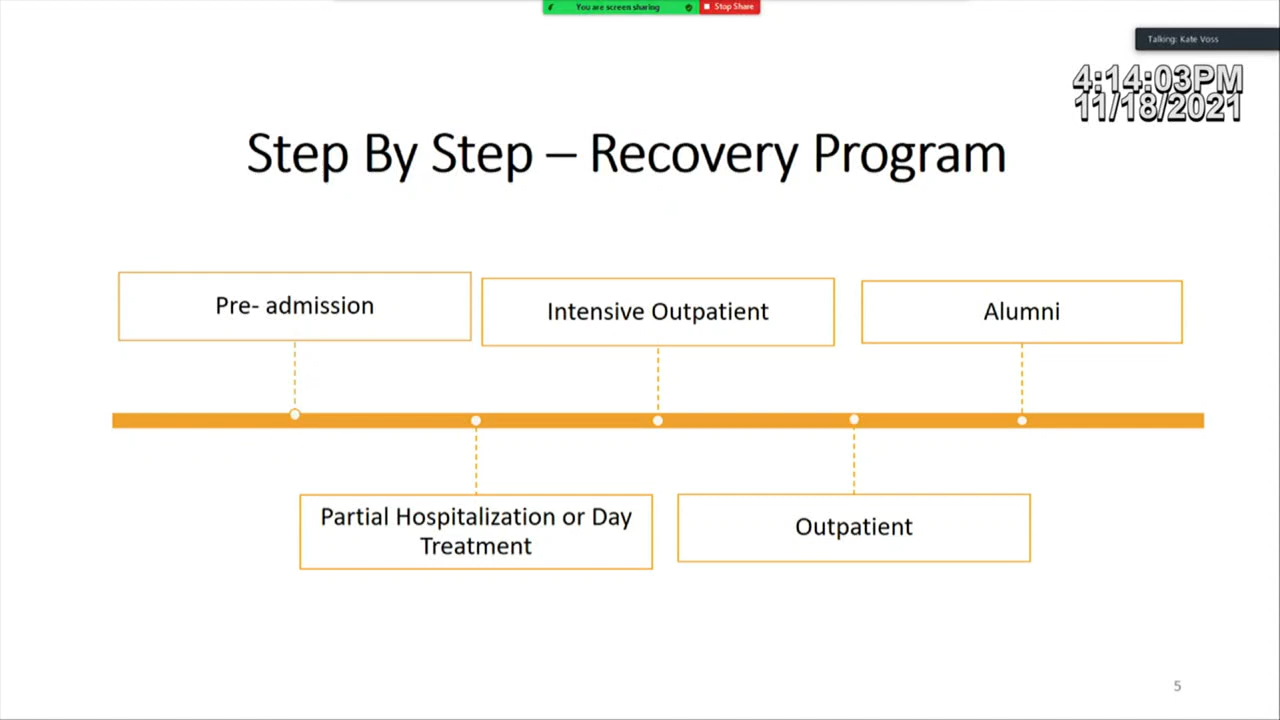 You are screen sharing
Stop Share
Talking: Kate Voss
4:14:03PM
11/18/2021
Step By Step – Recovery Program
Pre- admission
Intensive Outpatient
Alumni
Partial Hospitalization or Day
Treatment
Outpatient
5